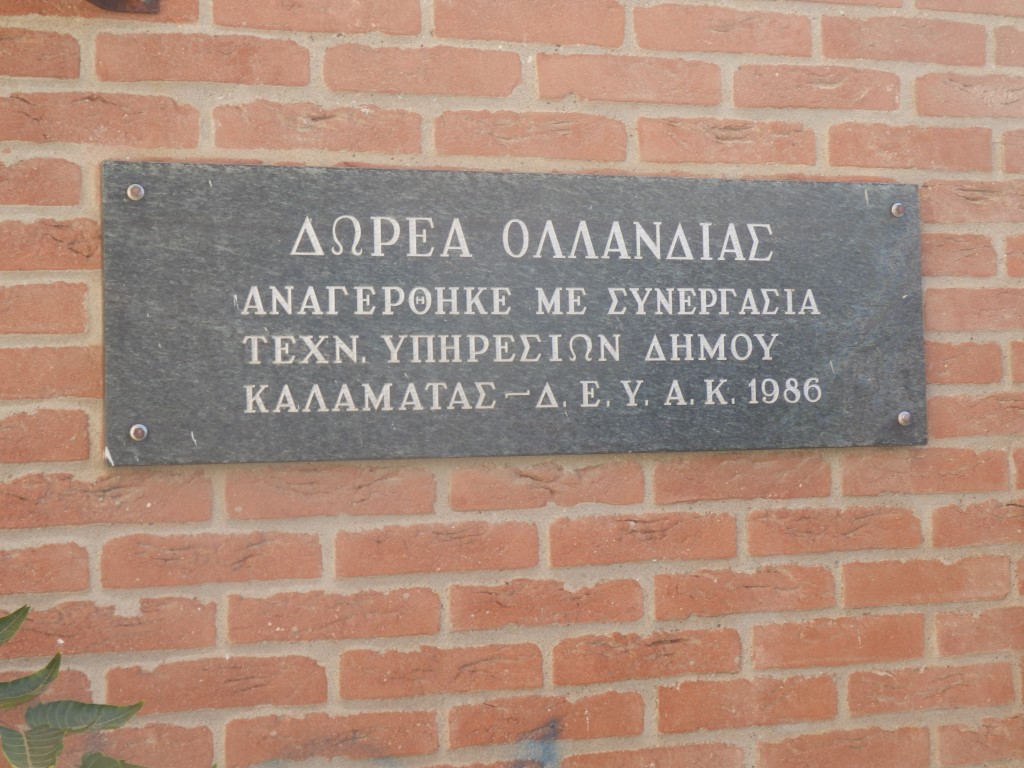 ΔΩΡΕΑ ΟΛΛΑΝΔΙΑΣ
ΑΝΑΓΕΡΘΗΚΕ ΜΕ ΣΥΝΕΡΓΑΣΙΑ
ΤΕΧΝ. ΥΠΗΡΕΣΙΩΝ ΔΗΜΟΥ
ΚΑΛΑΜΑΤΑΣ – Δ. Ε. Υ. Α. Κ. 1986